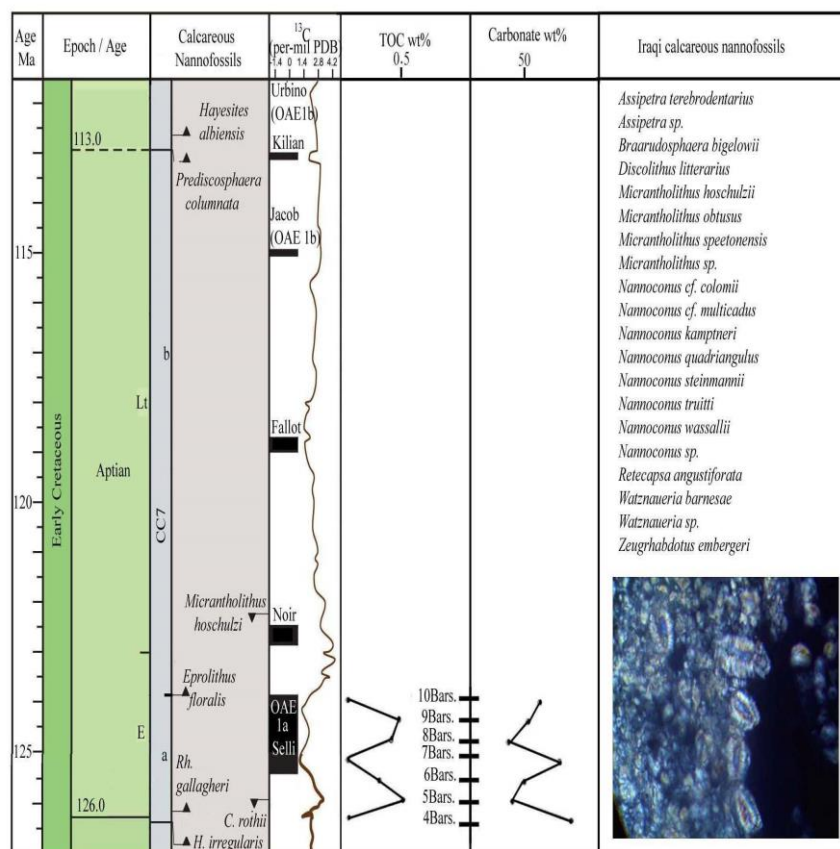 Age
Ma
Epoch / Age
Calcareous
Nannofossils
13C
(per-mil PDB)
-1.4 0 1.4 2.8 4.2
TOC wt%
0.5
Carbonate wt%
50
Iraqi calcareous nannofossils
115
120
125
Early Cretaceous
113.0
Aptian
Lt
E
126.0
CC7
b
a
Hayesites
albiensis
Prediscosphaera
columnata
Micrantholithus
hoschulzi
Eprolithus
floralis
Rh.
gallagheri
C. rothii
H. irregularis
Urbino
(OAE1b)
Kilian
Jacob
(OAE 1b)
Fallot
Noir
OAE
1a
Selli
10Bars.
9Bars.
8Bars.
7Bars.
6Bars.
5Bars.
4Bars.
Assipetra terebrodentarius
Assipetra sp.
Braarudosphaera bigelowii
Discolithus litterarius
Micrantholithus hoschulzii
Micrantholithus obtusus
Micrantholithus speetonensis
Micrantholithus sp.
Nannoconus cf. colomii
Nannoconus cf. multicadus
Nannoconus kamptneri
Nannoconus quadriangulus
Nannoconus steinmannii
Nannoconus truitti
Nannoconus wassallii
Nannoconus sp.
Retecapsa angustiforata
Watznaueria barnesae
Watznaueria sp.
Zeugrhabdotus embergeri